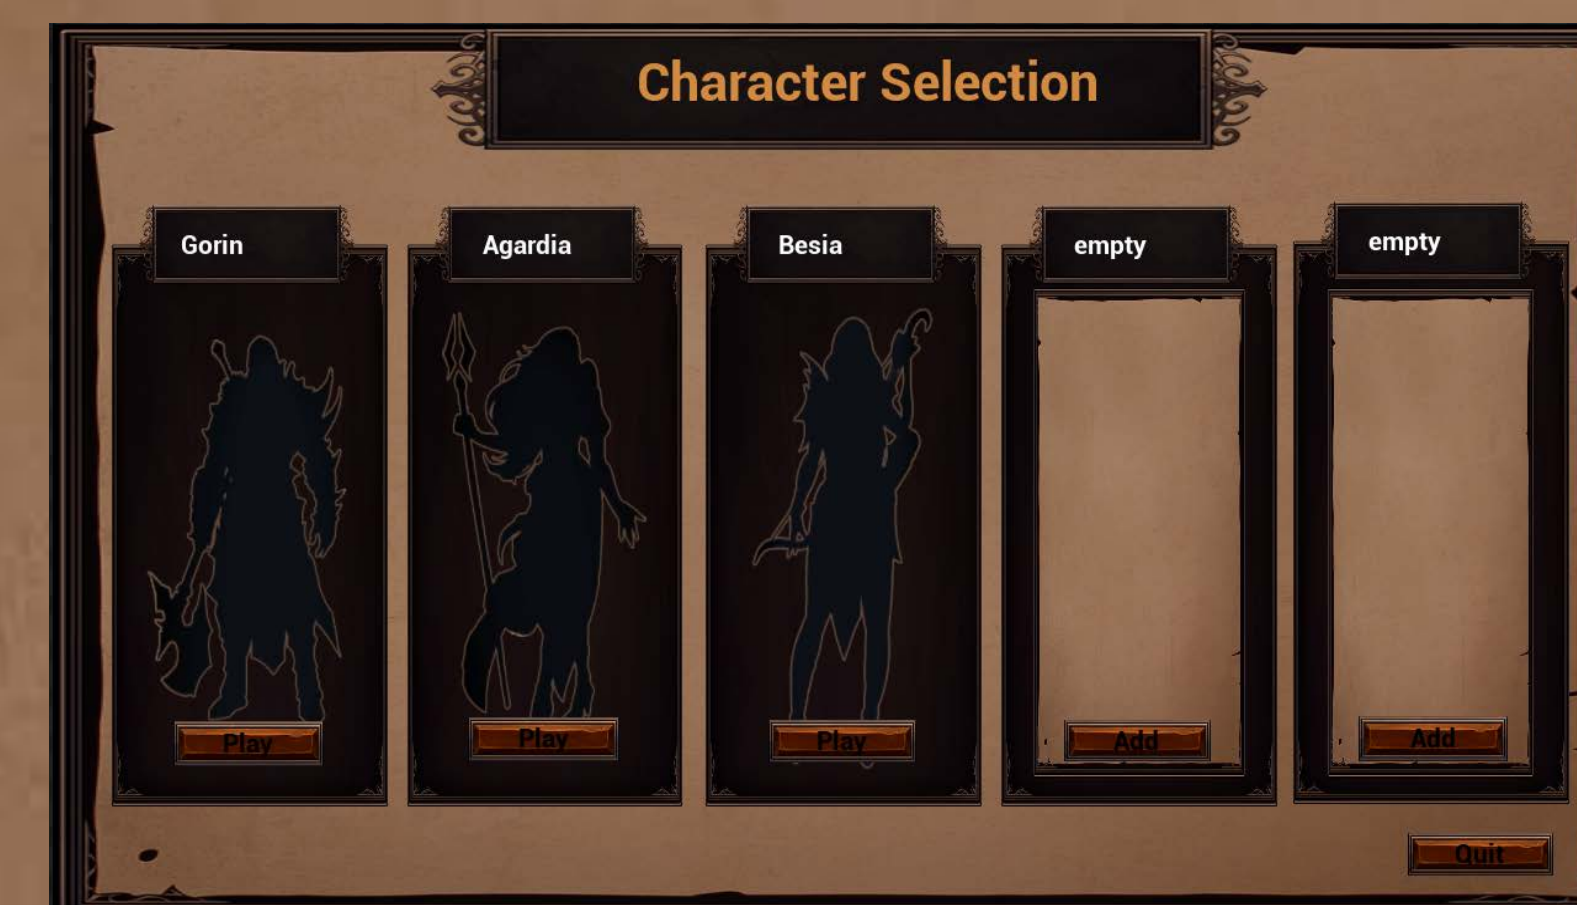 Character Selection
Gorin
Agardia
Besia
empty
empty
Play
Play
Play
Add
Add
Quit